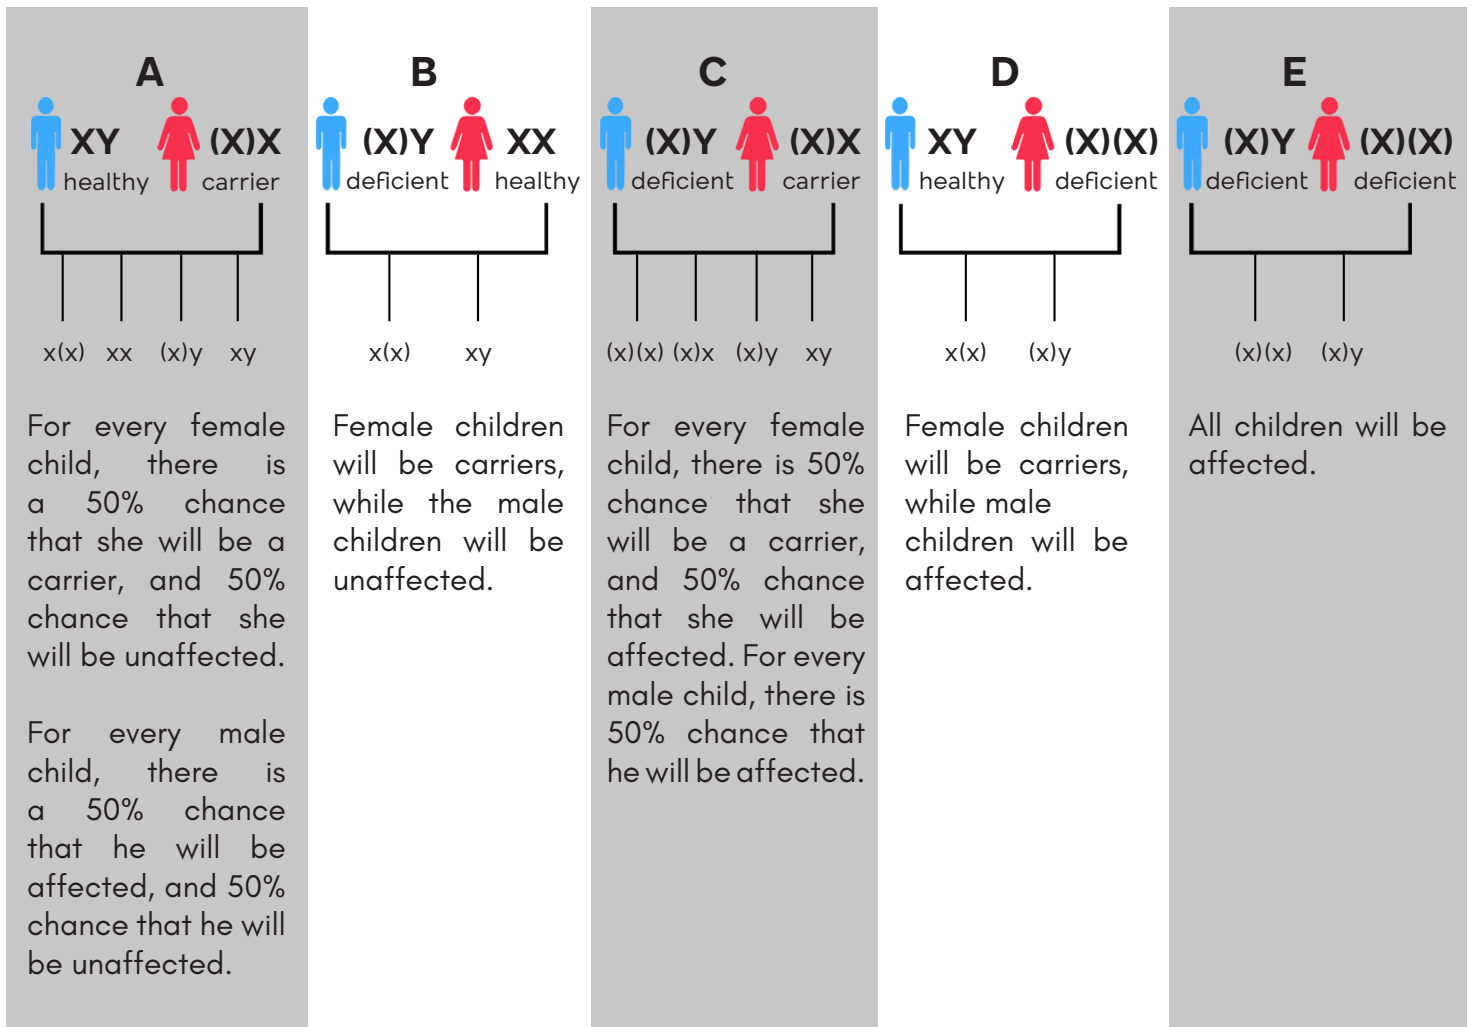 A
XY (X)X
healthy carrier
x(x) xx (x)y xy
For every female
child, there is
a 50% chance
that she will be a
carrier, and 50%
chance that she
will be unaffected.
For every male
child, there is
a 50% chance
that he will be
affected, and 50%
chance that he will
be unaffected.
B
(X)Y XX
deficient healthy
x(x) xy
Female children
will be carriers,
while the male
children will be
unaffected.
C
(X)Y (X)X
deficient carrier
(x)(x) (x)x (x)y xy
For every female
child, there is 50%
chance that she
will be a carrier,
and 50% chance
that she will be
affected. For every
male child, there is
50% chance that
he will be affected.
D
XY (X)(X)
healthy deficient
x(x) (x)y
Female children
will be carriers,
while male
children will be
affected.
E
(X)Y (X)(X)
deficient deficient
(x)(x) (x)y
All children will be
affected.